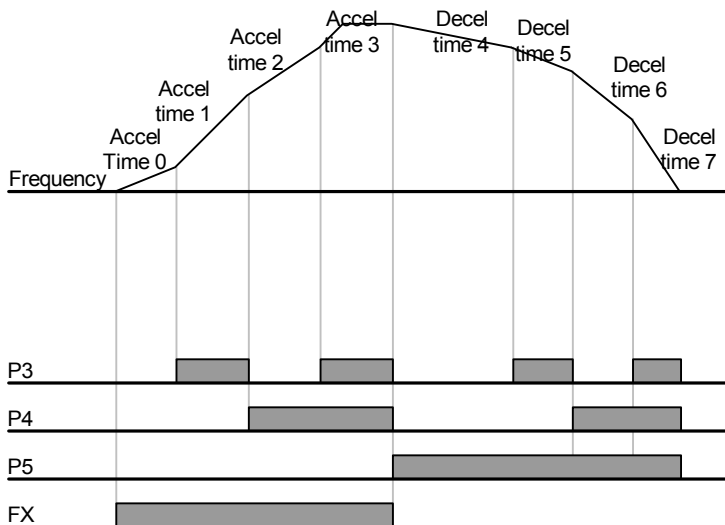 Accel
time 3
Decel
time 4
Decel
time 5
Accel
time 2
Decel
time 6
Accel
time 1
Accel
Time 0
Decel
time 7
Frequency
P3
P4
P5
FX